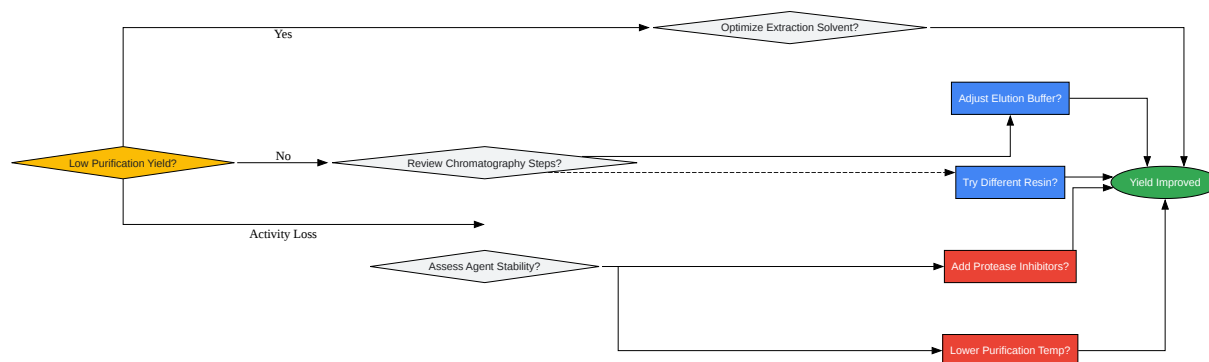 Yes
Optimize Extraction Solvent?
Adjust Elution Buffer?
Low Purification Yield?
No
Review Chromatography Steps?
Try Different Resin?
Yield Improved
Activity Loss
Assess Agent Stability?
Add Protease Inhibitors?
Lower Purification Temp?